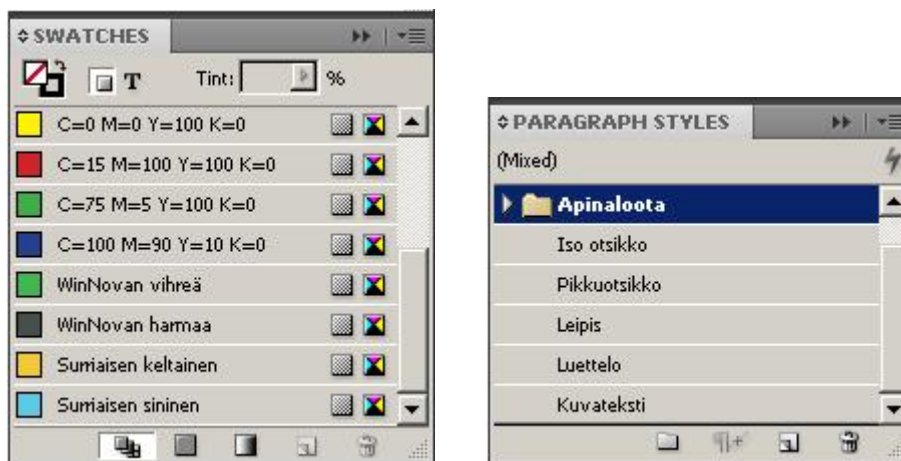 SWATCHES
T Tint: %
C=0 M=0 Y=100 K=0
C=15 M=100 Y=100 K=0
C=75 M=5 Y=100 K=0
C=100 M=90 Y=10 K=0
WinNovan vihreä
WinNovan harmaa
Surriaisen keltainen
Surriaisen sininen
PARAGRAPH STYLES
(Mixed)
Apinaloota
Iso otsikko
Pikkuotsikko
Leipis
Luettelo
Kuvateksti